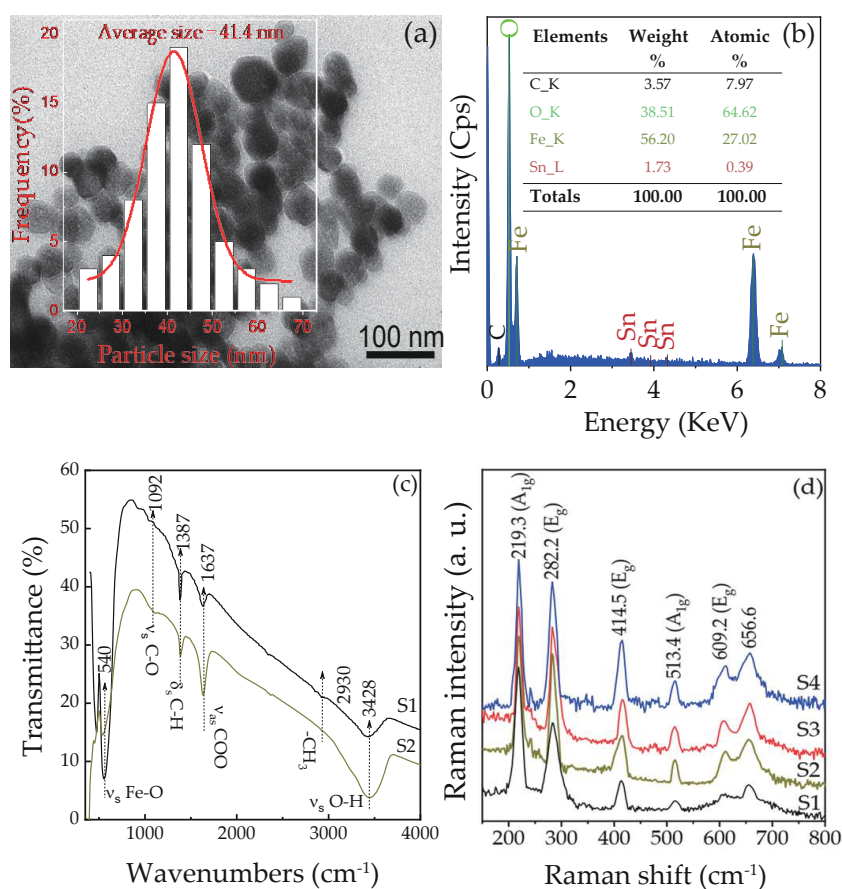 (a)
Average size = 41.4 nm
Frequency(%)
20
15
10
5
0
20 30 40 50 60 70
Particle size (nm)
100 nm
(b)
Elements Weight % Atomic %
C_K 3.57 7.97
O_K 38.51 64.62
Fe_K 56.20 27.02
Sn_L 1.73 0.39
Totals 100.00 100.00
Intensity (Cps)
O
C
Fe
Sn
Sn
Sn
Fe
Fe
0 2 4 6 8
Energy (KeV)
(c)
Transmittance (%)
60
50
40
30
20
10
0
540
1092
1387
1637
2930
3428
νs Fe-O
νs C-O
δs C-H
νas COO
-CH3
νs O-H
S1
S2
1000 2000 3000 4000
Wavenumbers (cm-1)
(d)
Raman intensity (a. u.)
219.3 (A1g)
282.2 (Eg)
414.5 (Eg)
513.4 (A1g)
609.2 (Eg)
656.6
S4
S3
S2
S1
200 300 400 500 600 700 800
Raman shift (cm-1)